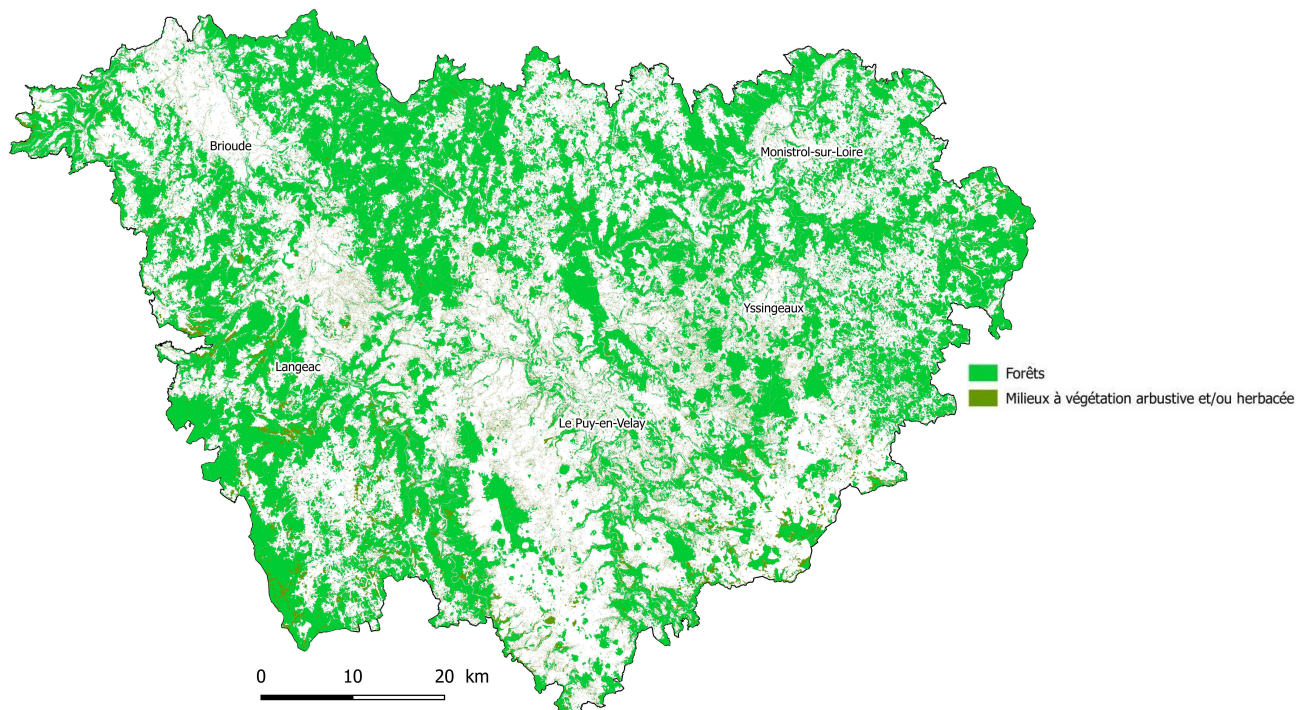 Brioude
Monistrol-sur-Loire
Yssingeaux
Langeac
Forêts
Milieux à végétation arbustive et/ou herbacée
Le Puy-en-Velay
0 10 20 km